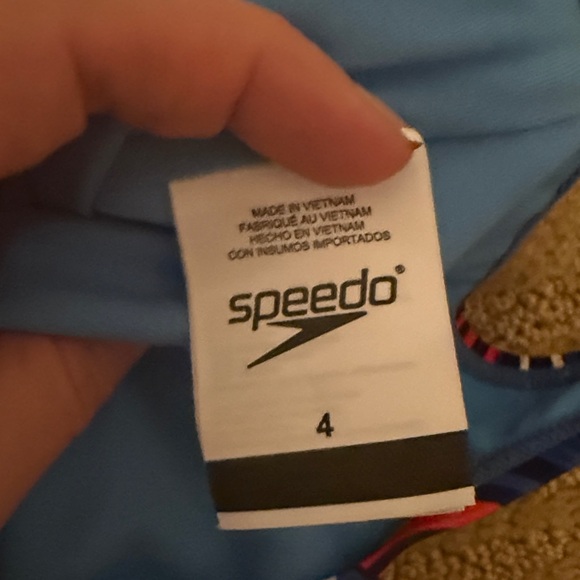 MADE IN VIETNAM
FABRIQUÉ AU VIETNAM
HECHO EN VIETNAM
CON INSUMOS IMPORTADOS
speedo®
4